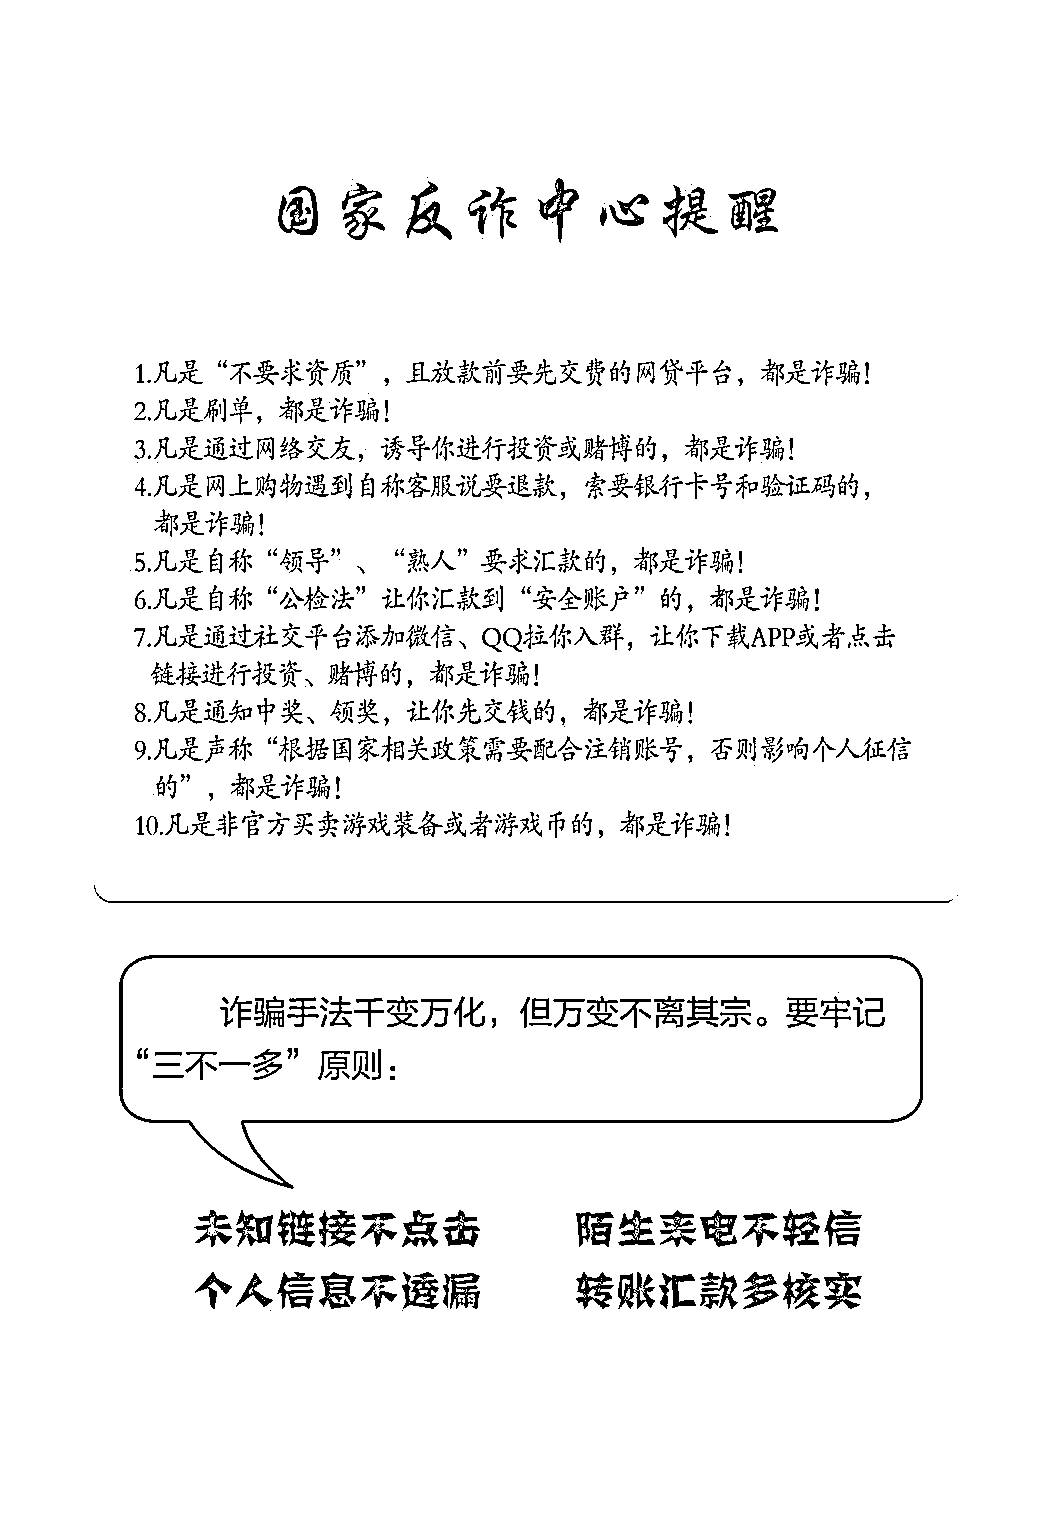 国家反诈中心提醒
1.凡是“不要求资质”，且放款前要先交费的网贷平台，都是诈骗！
2.凡是刷单，都是诈骗！
3.凡是通过网络交友，诱导你进行投资或赌博的，都是诈骗！
4.凡是网上购物遇到自称客服说要退款，索要银行卡号和验证码的，
都是诈骗！
5.凡是自称“领导”、“熟人”要求汇款的，都是诈骗！
6.凡是自称“公检法”让你汇款到“安全账户”的，都是诈骗！
7.凡是通过社交平台添加微信、QQ拉你入群，让你下载APP或者点击
链接进行投资、赌博的，都是诈骗！
8.凡是通知中奖、领奖，让你先交钱的，都是诈骗！
9.凡是声称“根据国家相关政策需要配合注销账号，否则影响个人征信
的”，都是诈骗！
10.凡是非官方买卖游戏装备或者游戏币的，都是诈骗！
诈骗手法千变万化，但万变不离其宗。要牢记
“三不一多”原则：
未知链接不点击 陌生来电不轻信
个人信息不透漏 转账汇款多核实